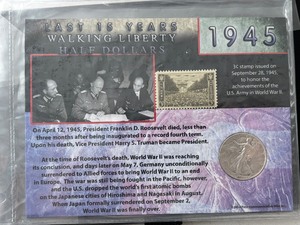 LAST 15 YEARS
WALKING LIBERTY
HALF DOLLARS
1945
3¢ stamp issued on
September 28, 1945,
to honor the
achievements of the
U.S. Army in World War II.
On April 12, 1945, President Franklin D. Roosevelt died, less than
three months after being inaugurated to a record fourth term.
Upon his death, Vice President Harry S. Truman became President.
At the time of Roosevelt's death, World War II was reaching
its conclusion, and days later on May 7, Germany unconditionally
surrendered to Allied forces to bring World War II to an end
in Europe. The war was still being fought in the Pacific, however,
and the U.S. dropped the world's first atomic bombs
on the Japanese cities of Hiroshima and Nagasaki in August.
When Japan formally surrendered on September 2,
World War II was finally over.